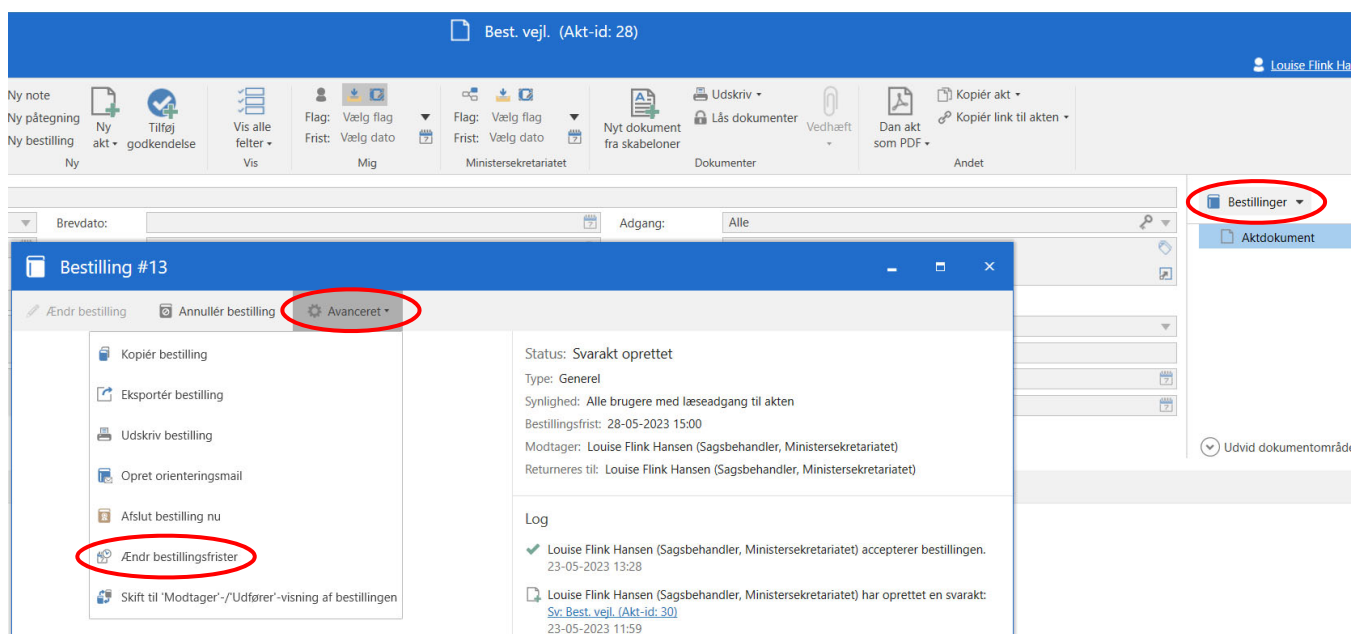 Best. vejl. (Akt-id: 28)
Louise Flink Ha
Ny note
Ny påtegning
Ny bestilling
Ny
akt
Tilføj
godkendelse
Ny
Vis alle
felter
Vis
Flag: Vælg flag
Frist: Vælg dato
Mig
Flag: Vælg flag
Frist: Vælg dato
Ministersekretariatet
Nyt dokument
fra skabeloner
Udskriv
Lås dokumenter
Vedhæft
Dokumenter
Dan akt
som PDF
Kopiér akt
Kopiér link til akten
Andet
Brevdato:
Adgang: Alle
Bestillinger
Aktdokument
Udvid dokumentområde
Bestilling #13
Ændr bestilling
Annullér bestilling
Avanceret
Kopiér bestilling
Eksportér bestilling
Udskriv bestilling
Opret orienteringsmail
Afslut bestilling nu
Ændr bestillingsfrister
Skift til 'Modtager'-/'Udfører'-visning af bestillingen
Status: Svarakt oprettet
Type: Generel
Synlighed: Alle brugere med læseadgang til akten
Bestillingsfrist: 28-05-2023 15:00
Modtager: Louise Flink Hansen (Sagsbehandler, Ministersekretariatet)
Returneres til: Louise Flink Hansen (Sagsbehandler, Ministersekretariatet)
Log
Louise Flink Hansen (Sagsbehandler, Ministersekretariatet) accepterer bestillingen.
23-05-2023 13:28
Louise Flink Hansen (Sagsbehandler, Ministersekretariatet) har oprettet en svarakt:
Sv: Best. vejl. (Akt-id: 30)
23-05-2023 11:59